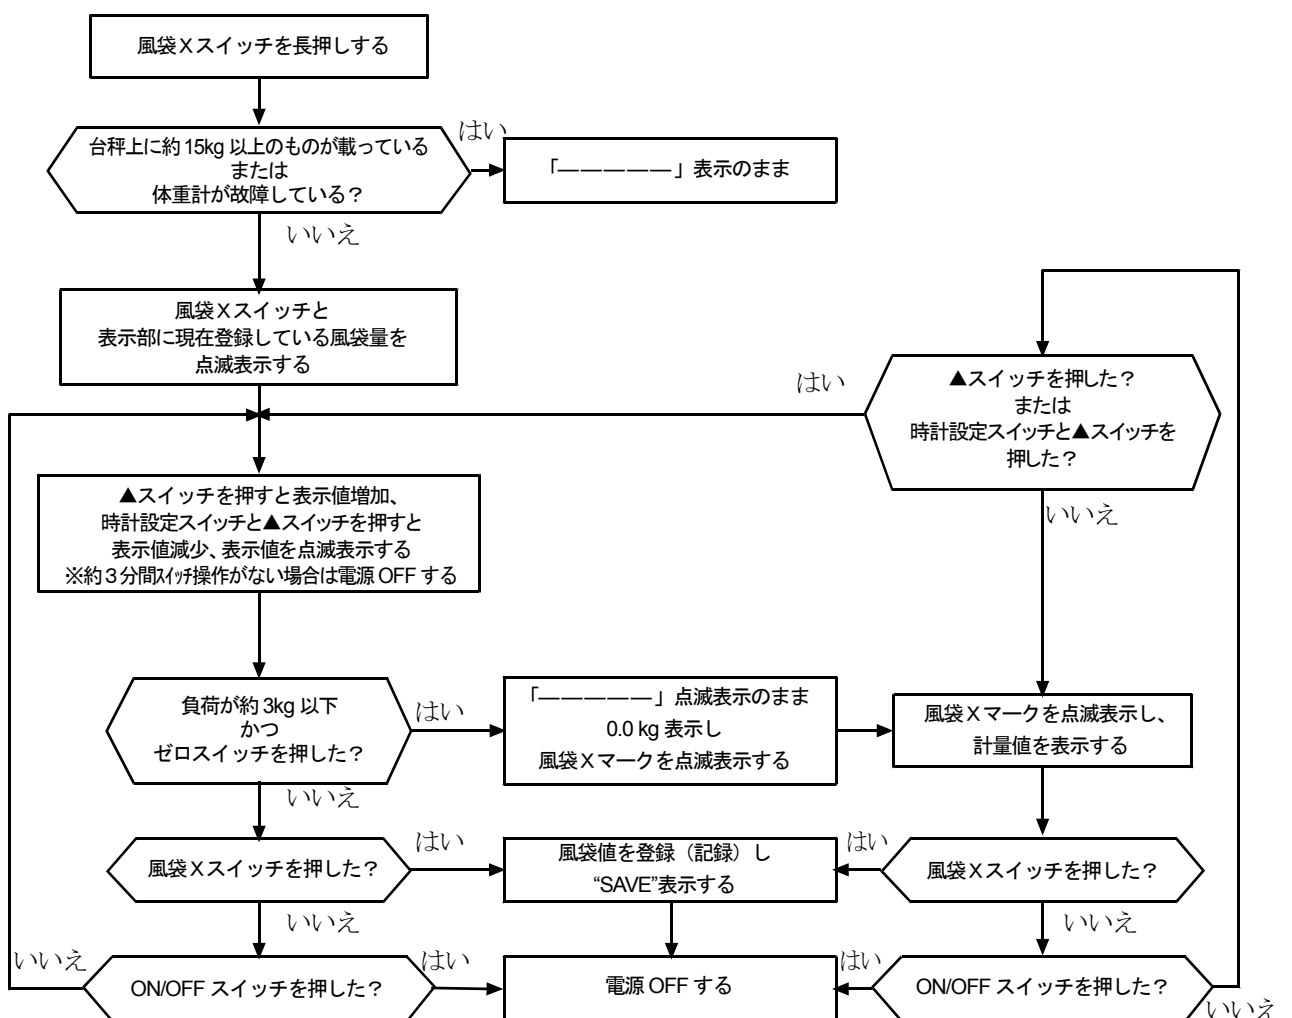 風袋Xスイッチを長押しする
台秤上に約15kg 以上のものが載っている
または
体重計が故障している?
はい
「―――――」表示のまま
いいえ
風袋Xスイッチと
表示部に現在登録している風袋量を
点滅表示する
はい
▲スイッチを押した?
または
時計設定スイッチと▲スイッチを
押した?
いいえ
▲スイッチを押すと表示値増加、
時計設定スイッチと▲スイッチを押すと
表示値減少、表示値を点滅表示する
※約3分間スイッチ操作がない場合は電源 OFF する
負荷が約3kg 以下
かつ
ゼロスイッチを押した?
はい
「―――――」点滅表示のまま
0.0 kg 表示し
風袋Xマークを点滅表示する
風袋Xマークを点滅表示し、
計量値を表示する
いいえ
風袋Xスイッチを押した?
はい
風袋値を登録(記録)し
“SAVE”表示する
はい
風袋Xスイッチを押した?
いいえ
いいえ
いいえ
ON/OFF スイッチを押した?
はい
電源 OFF する
はい
ON/OFF スイッチを押した?
いいえ